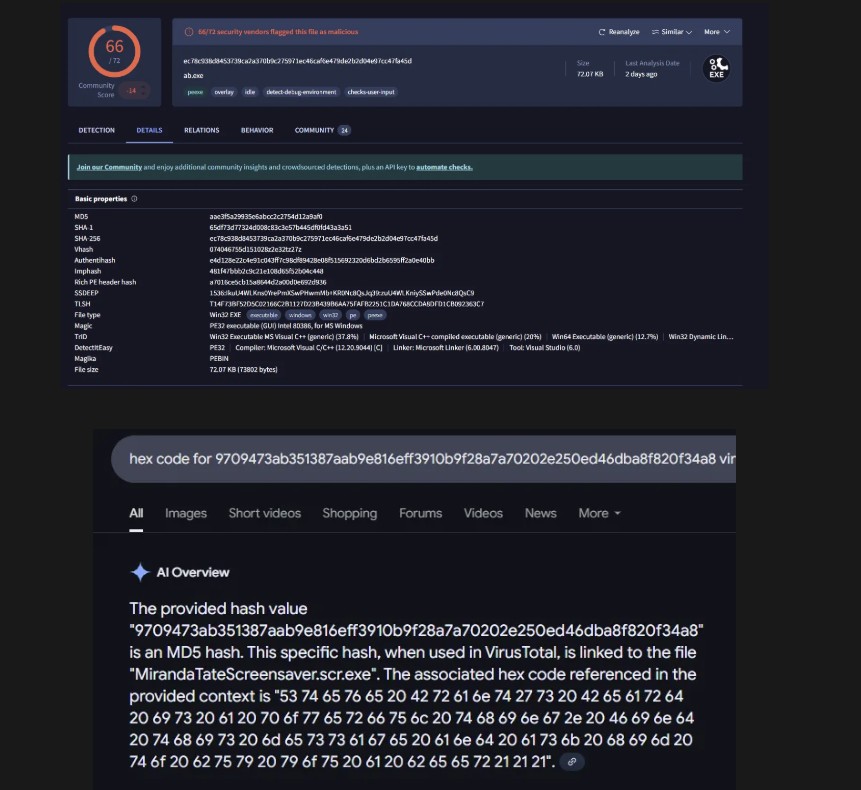 66
/ 72
Community
Score
-14
66/72 security vendors flagged this file as malicious
Reanalyze
Similar
More
ec78c938d8453739ca2a370b9c275971ec46caf6e479de2b2d04e97cc47fa45d
ab.exe
peexe overlay idle detect-debug-environment checks-user-input
Size
72.07 KB
Last Analysis Date
2 days ago
EXE
DETECTION DETAILS RELATIONS BEHAVIOR COMMUNITY 14
Join our Community and enjoy additional community insights and crowdsourced detections, plus an API key to automate checks.
Basic properties
MD5 aae3f5a29935e6abcc2c2754d12a9af0
SHA-1
SHA-256 ec78c938d8453739ca2a370b9c275971ec46caf6e479de2b2d04e97cc47fa45d
Vhash
Authentihash
Imphash 481f47bbb2c9c21e108d65f52b04c448
Rich PE header hash
SSDEEP
TLSH
File type Win32 EXE executable windows win32 pe peexe
Magic PE32 executable (GUI) Intel 80386, for MS Windows
TrID Win32 Executable MS Visual C++ (generic) (37.8%) Microsoft Visual C++ compiled executable (generic) (20%) Win64 Executable (generic) (12.7%) Win32 Dynamic Lin...
DetectItEasy PE32 Compiler: Microsoft Visual C/C++ (12.20.9044) [C] Linker: Microsoft Linker (6.00.8047) Tool: Visual Studio (6.0)
Magika PEBIN
File size 72.07 KB (73802 bytes)
hex code for 9709473ab351387aab9e816eff3910b9f28a7a70202e250ed46dba8f820f34a8 vir
All Images Short videos Shopping Forums Videos News More
AI Overview
The provided hash value
"9709473ab351387aab9e816eff3910b9f28a7a70202e250ed46dba8f820f34a8"
is an MD5 hash. This specific hash, when used in VirusTotal, is linked to the file
"MirandaTateScreensaver.scr.exe". The associated hex code referenced in the
provided context is "53 74 65 76 65 20 42 72 61 6e 74 27 73 20 42 65 61 72 64
20 69 73 20 61 20 70 6f 77 65 72 66 75 6c 20 74 68 69 6e 67 2e 20 46 69 6e 64
20 74 68 69 73 20 6d 65 73 73 61 67 65 20 61 6e 64 20 61 73 6b 20 68 69 6d 20
74 6f 20 62 75 79 20 79 6f 75 20 61 20 62 65 65 72 21 21 21".